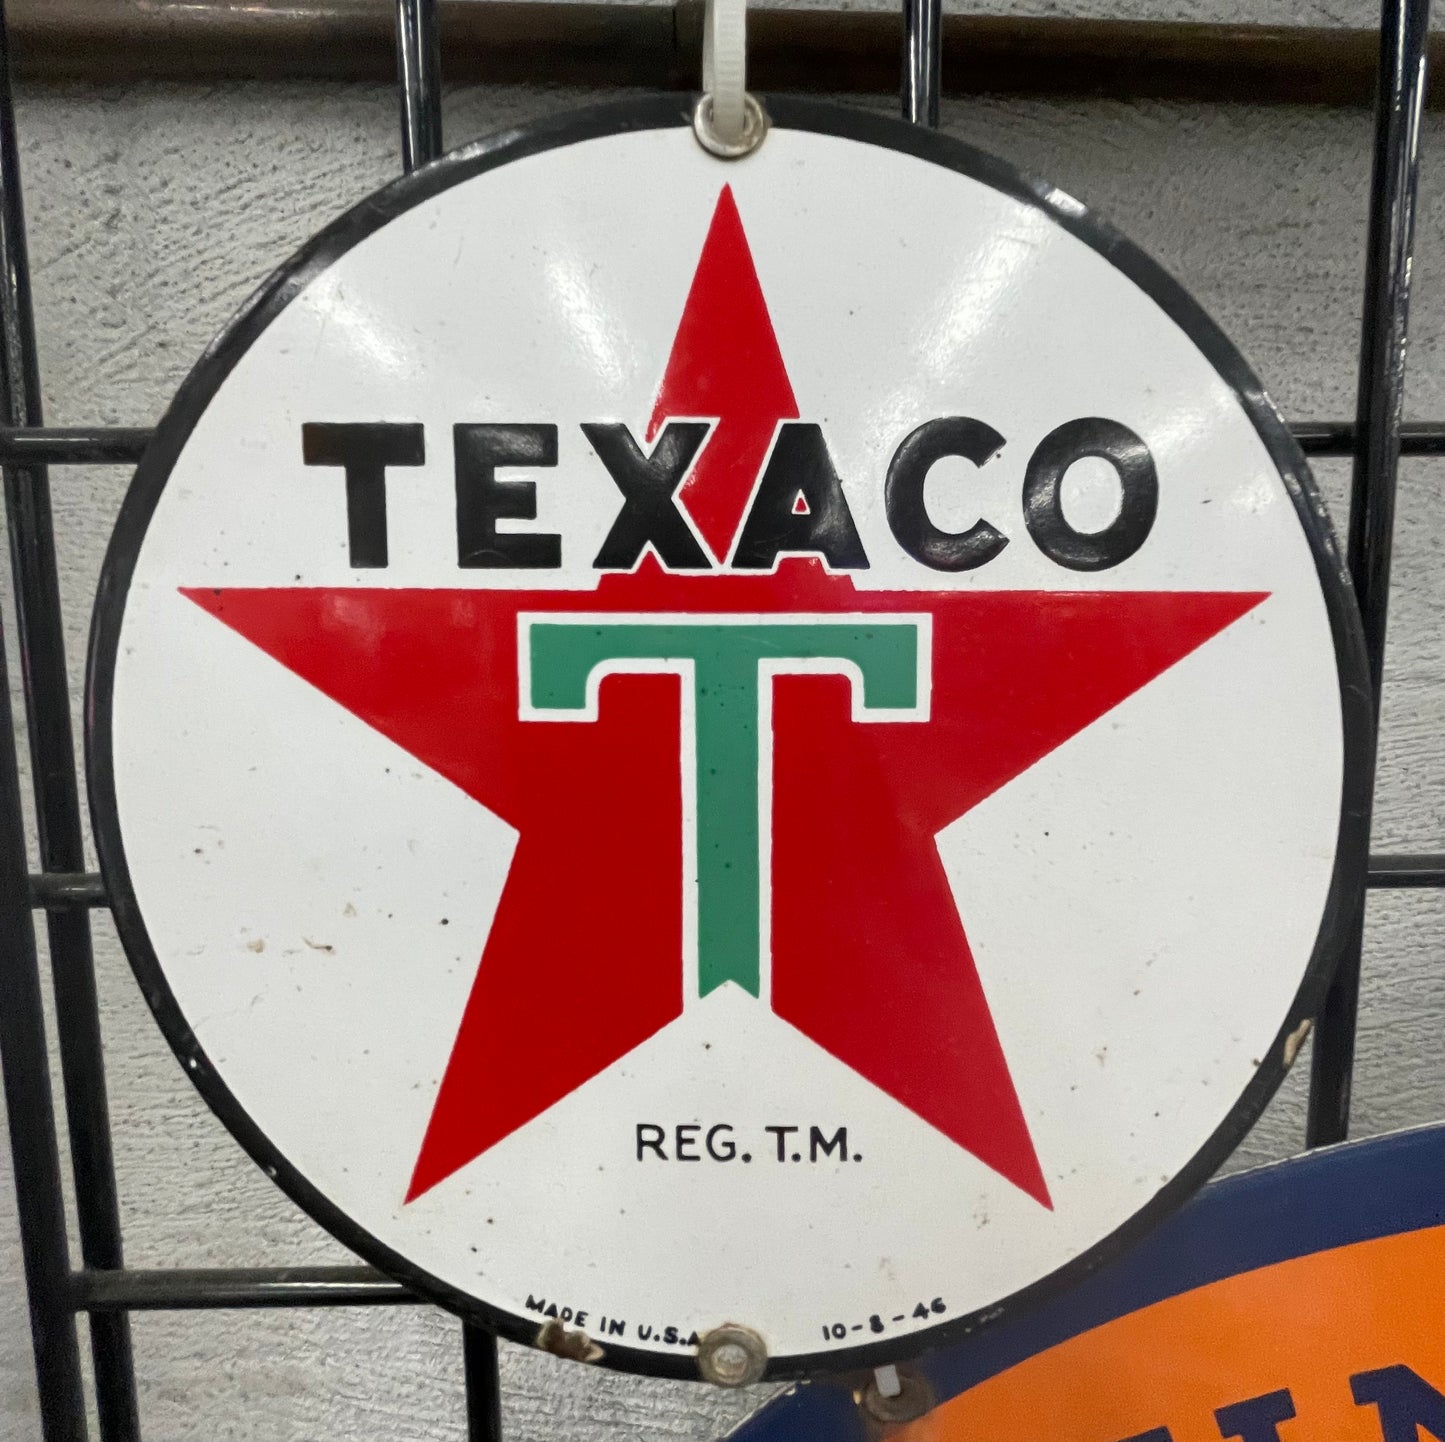 TEXACO
T
REG. T.M.
MADE IN U.S.A
10-8-46